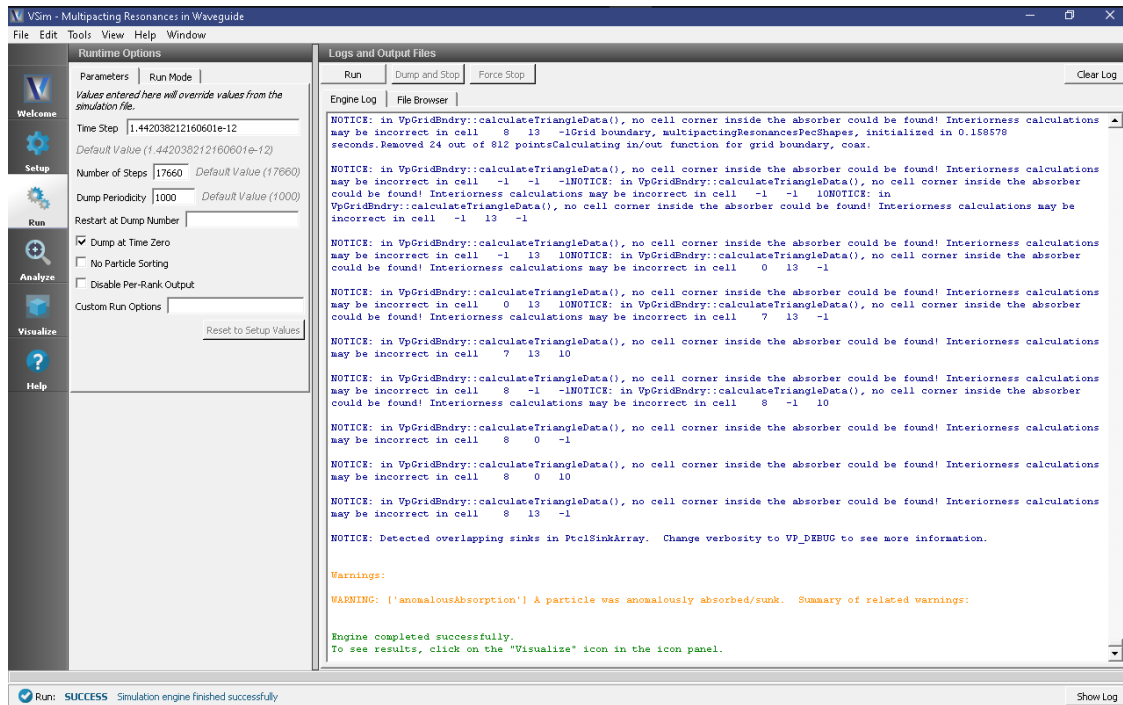 VSim - Multipacting Resonances in Waveguide
File Edit Tools View Help Window
Runtime Options
Parameters
Run Mode
Values entered here will override values from the
simulation file.
Time Step 1.442038212160601e-12
Default Value (1.442038212160601e-12)
Number of Steps 17660 Default Value (17660)
Dump Periodicity 1000 Default Value (1000)
Restart at Dump Number
Dump at Time Zero
No Particle Sorting
Disable Per-Rank Output
Custom Run Options
Reset to Setup Values
Welcome
Setup
Run
Analyze
Visualize
Help
Logs and Output Files
Run Dump and Stop Force Stop Clear Log
Engine Log File Browser
NOTICE: in VpGridBndry::calculateTriangleData(), no cell corner inside the absorber could be found! Interiorness calculations
may be incorrect in cell 8 13 -1Grid boundary, multipactingResonancesPecShapes, initialized in 0.158578
seconds.Removed 24 out of 812 pointsCalculating in/out function for grid boundary, coax.
NOTICE: in VpGridBndry::calculateTriangleData(), no cell corner inside the absorber could be found! Interiorness calculations
may be incorrect in cell -1 -1 -1NOTICE: in VpGridBndry::calculateTriangleData(), no cell corner inside the absorber
could be found! Interiorness calculations may be incorrect in cell -1 -1 10NOTICE: in
VpGridBndry::calculateTriangleData(), no cell corner inside the absorber could be found! Interiorness calculations may be
incorrect in cell -1 13 -1
NOTICE: in VpGridBndry::calculateTriangleData(), no cell corner inside the absorber could be found! Interiorness calculations
may be incorrect in cell -1 13 10NOTICE: in VpGridBndry::calculateTriangleData(), no cell corner inside the absorber
could be found! Interiorness calculations may be incorrect in cell 0 13 -1
NOTICE: in VpGridBndry::calculateTriangleData(), no cell corner inside the absorber could be found! Interiorness calculations
may be incorrect in cell 0 13 10NOTICE: in VpGridBndry::calculateTriangleData(), no cell corner inside the absorber
could be found! Interiorness calculations may be incorrect in cell 7 13 -1
NOTICE: in VpGridBndry::calculateTriangleData(), no cell corner inside the absorber could be found! Interiorness calculations
may be incorrect in cell 7 13 10
NOTICE: in VpGridBndry::calculateTriangleData(), no cell corner inside the absorber could be found! Interiorness calculations
may be incorrect in cell 8 -1 -1NOTICE: in VpGridBndry::calculateTriangleData(), no cell corner inside the absorber
could be found! Interiorness calculations may be incorrect in cell 8 -1 10
NOTICE: in VpGridBndry::calculateTriangleData(), no cell corner inside the absorber could be found! Interiorness calculations
may be incorrect in cell 8 0 -1
NOTICE: in VpGridBndry::calculateTriangleData(), no cell corner inside the absorber could be found! Interiorness calculations
may be incorrect in cell 8 0 10
NOTICE: in VpGridBndry::calculateTriangleData(), no cell corner inside the absorber could be found! Interiorness calculations
may be incorrect in cell 8 13 -1
NOTICE: Detected overlapping sinks in PtclSinkArray. Change verbosity to VP_DEBUG to see more information.
Warnings:
WARNING: ['anomalousAbsorption'] A particle was anomalously absorbed/sunk. Summary of related warnings:
Engine completed successfully.
To see results, click on the "Visualize" icon in the icon panel.
Run: SUCCESS Simulation engine finished successfully
Show Log